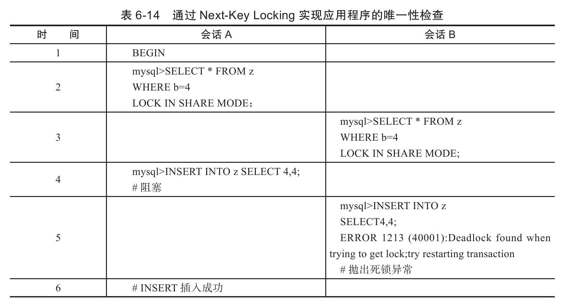 表 6-14 通过 Next-Key Locking 实现应用程序的唯一性检查
时 间 会话 A 会话 B
1 BEGIN
2 mysql>SELECT * FROM z
WHERE b=4
LOCK IN SHARE MODE；
3 mysql>SELECT * FROM z
WHERE b=4
LOCK IN SHARE MODE;
4 mysql>INSERT INTO z SELECT 4,4;
# 阻塞
5 mysql>INSERT INTO z
SELECT4,4;
ERROR 1213 (40001):Deadlock found when
trying to get lock;try restarting transaction
# 抛出死锁异常
6 # INSERT 插入成功